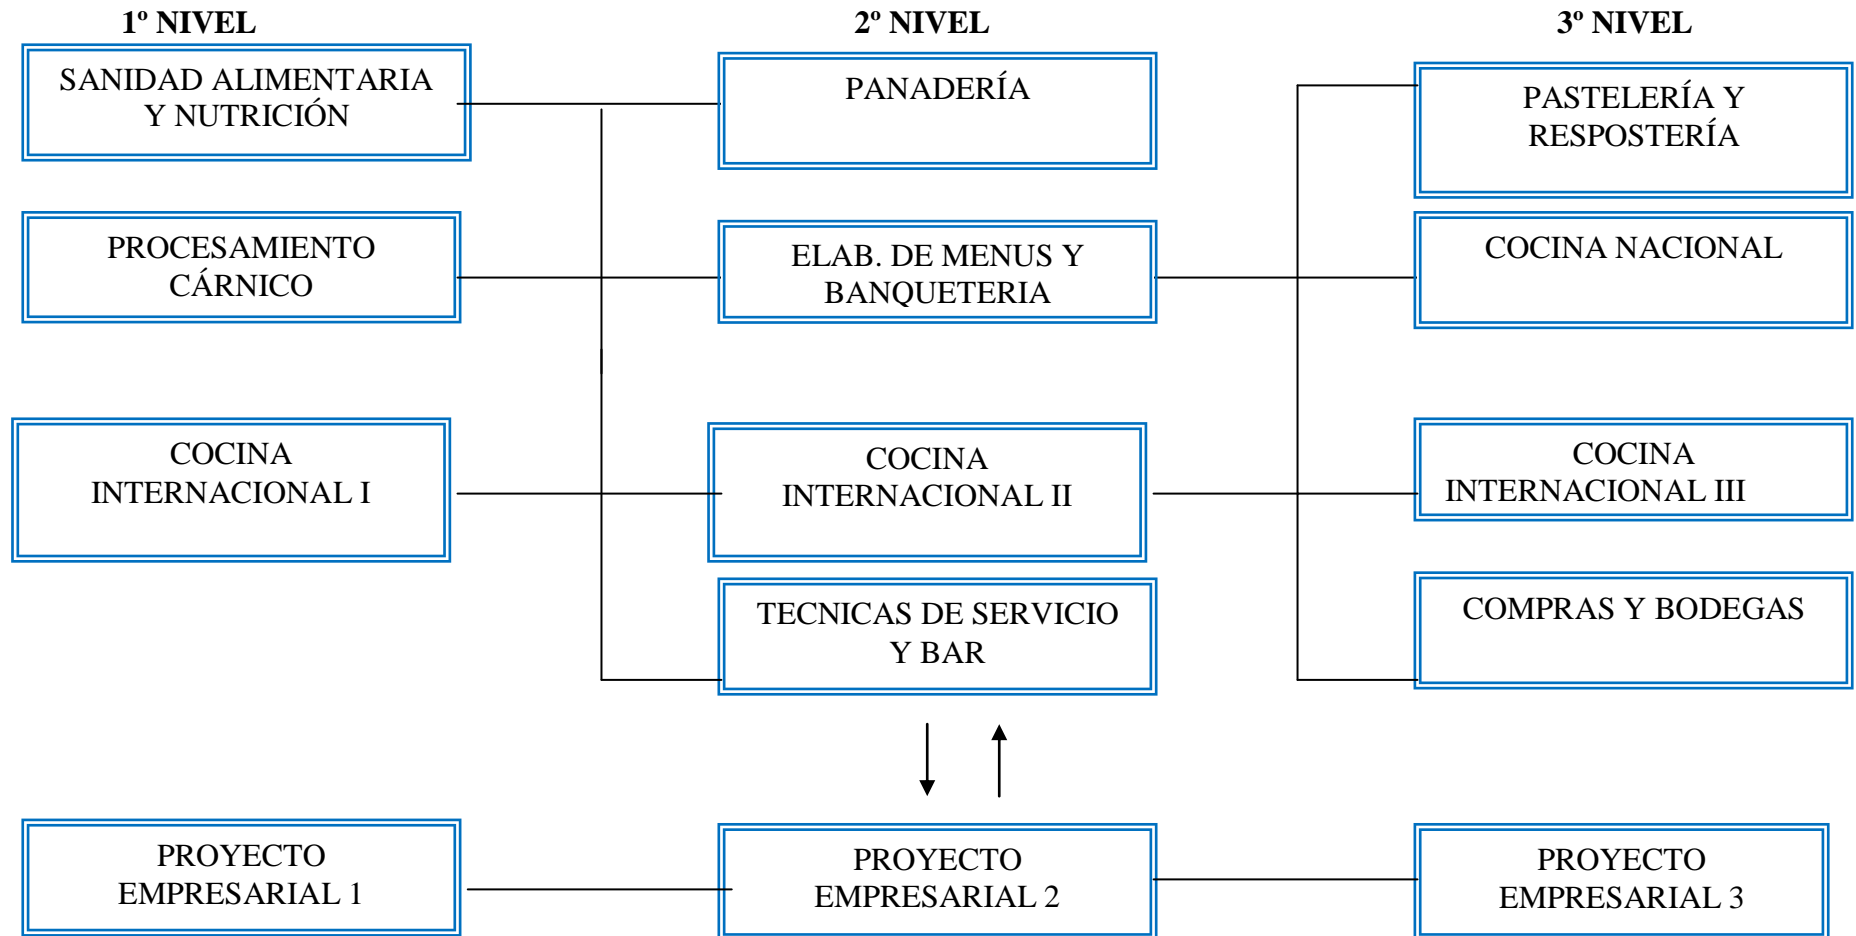 1º NIVEL
2º NIVEL
3º NIVEL
SANIDAD ALIMENTARIA
Y NUTRICIÓN
PANADERÍA
PASTELERÍA Y
RESPOSTERÍA
PROCESAMIENTO
CÁRNICO
ELAB. DE MENUS Y
BANQUETERIA
COCINA NACIONAL
COCINA
INTERNACIONAL I
COCINA
INTERNACIONAL II
COCINA
INTERNACIONAL III
TECNICAS DE SERVICIO
Y BAR
COMPRAS Y BODEGAS
PROYECTO
EMPRESARIAL 1
PROYECTO
EMPRESARIAL 2
PROYECTO
EMPRESARIAL 3